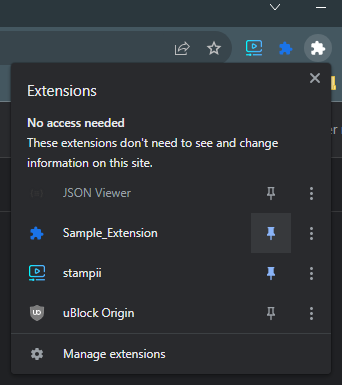 Extensions
No access needed
These extensions don't need to see and change
information on this site.
JSON Viewer
Sample_Extension
stampii
uBlock Origin
Manage extensions